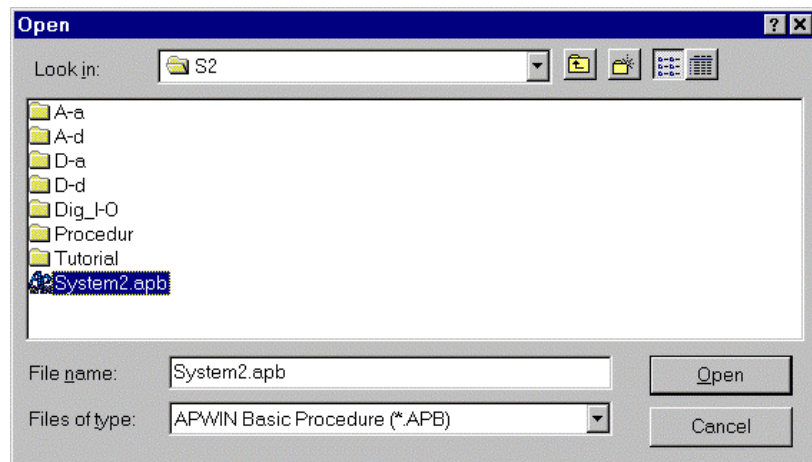 Open
Look in: S2
A-a
A-d
D-a
D-d
Dig_I-O
Procedur
Tutorial
System2.apb
File name: System2.apb Open
Files of type: APWIN Basic Procedure (*.APB) Cancel